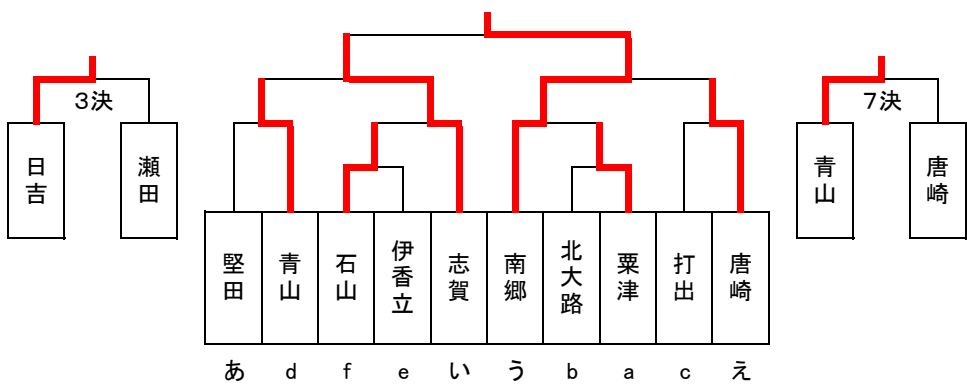 3決
7決
日吉
瀬田
青山
唐崎
堅田
青山
石山
伊香立
志賀
南郷
北大路
粟津
打出
唐崎
あ d f e い う b a c え